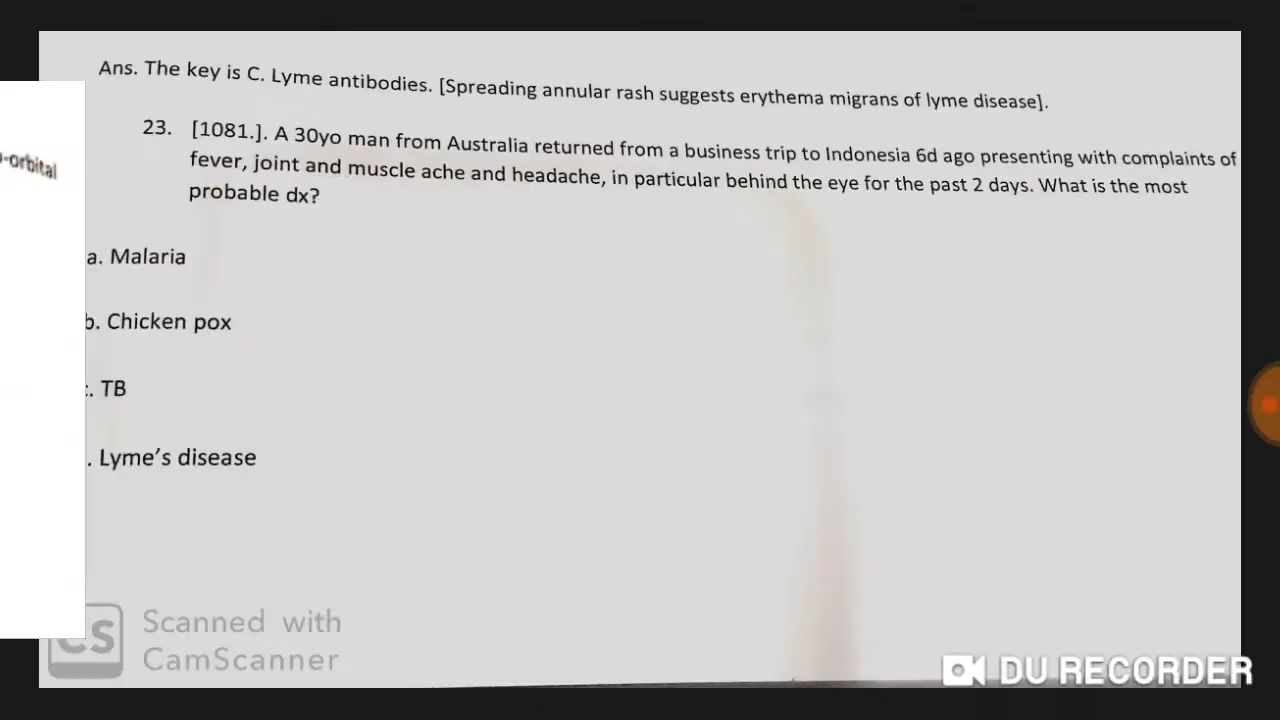 Ans. The key is C. Lyme antibodies. [Spreading annular rash suggests erythema migrans of lyme disease].
-orbital
23. [1081.]. A 30yo man from Australia returned from a business trip to Indonesia 6d ago presenting with complaints of
fever, joint and muscle ache and headache, in particular behind the eye for the past 2 days. What is the most
probable dx?
a. Malaria
b. Chicken pox
. TB
. Lyme’s disease
CS
Scanned with
CamScanner
DU RECORDER